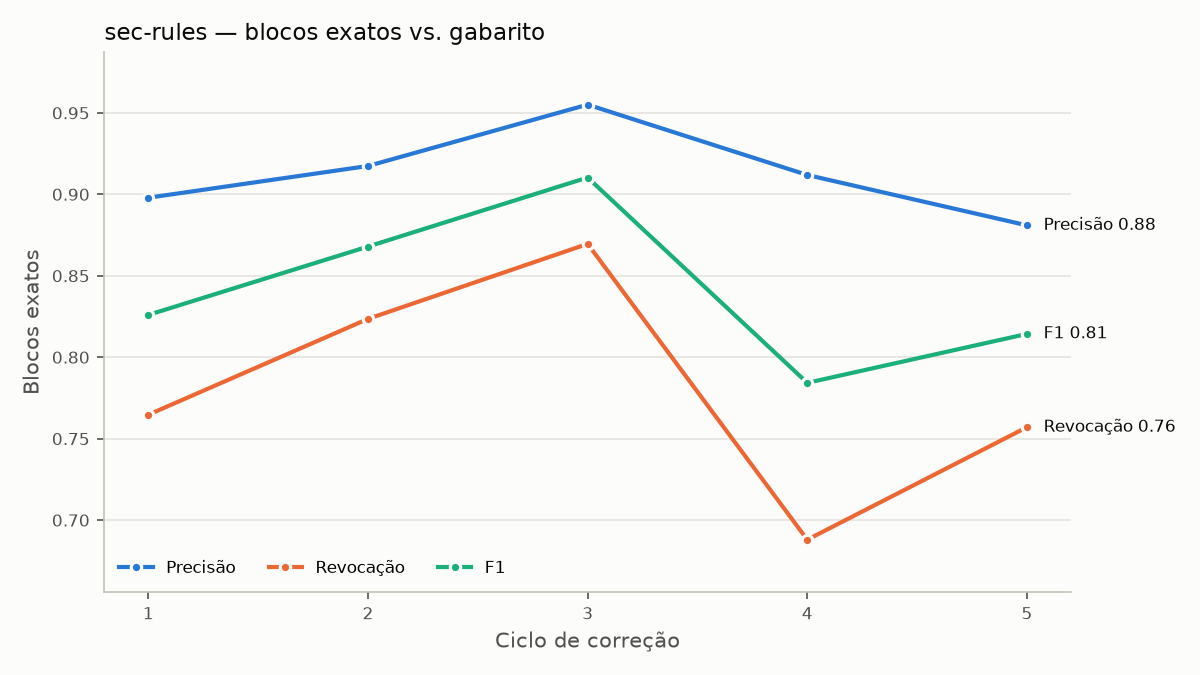 sec-rules — blocos exatos vs. gabarito
Blocos exatos
0.95
0.90
0.85
0.80
0.75
0.70
Precisão 0.88
F1 0.81
Revocação 0.76
Precisão Revocação F1
1 2 3 4 5
Ciclo de correção